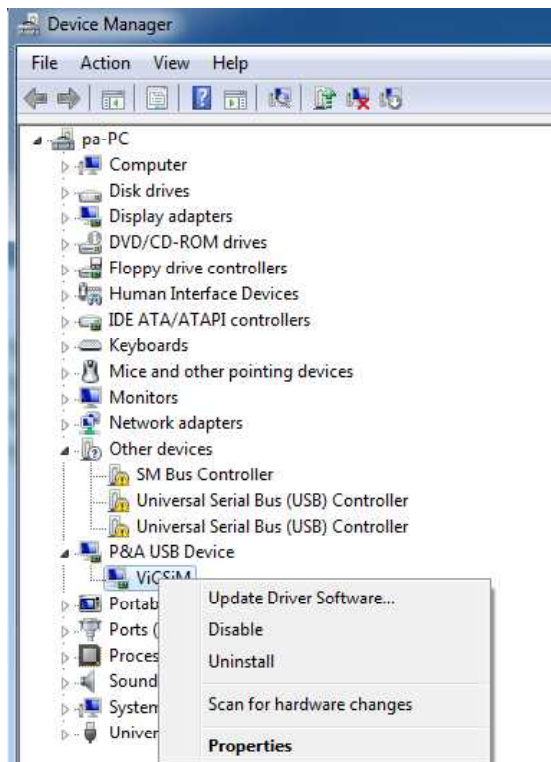 Device Manager
File Action View Help
pa-PC
Computer
Disk drives
Display adapters
DVD/CD-ROM drives
Floppy drive controllers
Human Interface Devices
IDE ATA/ATAPI controllers
Keyboards
Mice and other pointing devices
Monitors
Network adapters
Other devices
SM Bus Controller
Universal Serial Bus (USB) Controller
Universal Serial Bus (USB) Controller
P&A USB Device
ViCSiM
Portab
Update Driver Software...
Ports (
Disable
Proces
Uninstall
Sound
System
Scan for hardware changes
Univer
Properties